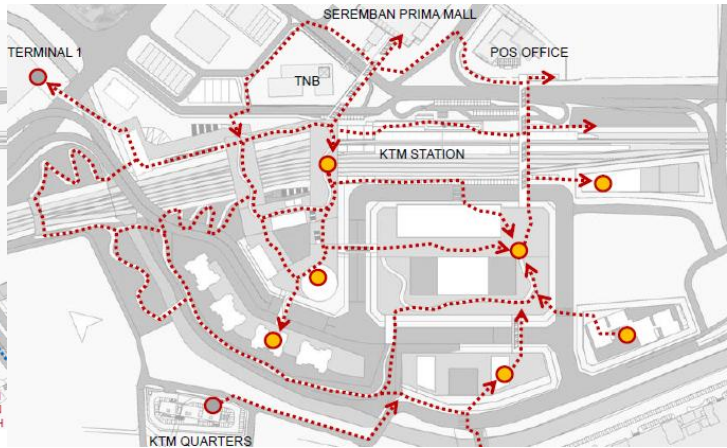 SEREMBAN PRIMA MALL
TERMINAL 1
POS OFFICE
TNB
KTM STATION
KTM QUARTERS
H